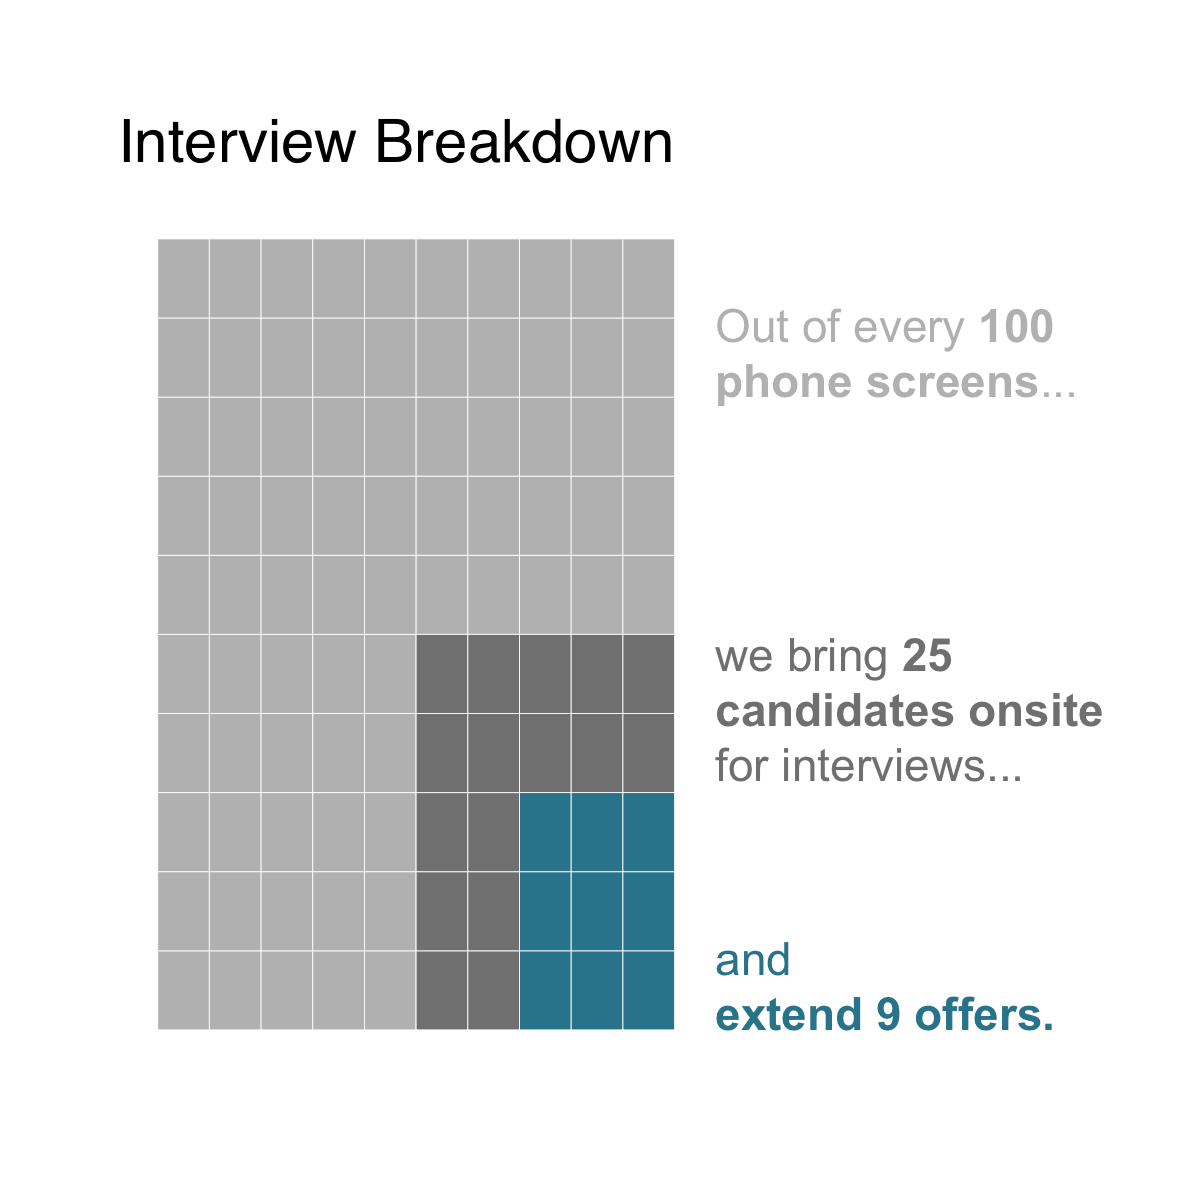 Interview Breakdown
Out of every 100
phone screens...
we bring 25
candidates onsite
for interviews...
and
extend 9 offers.